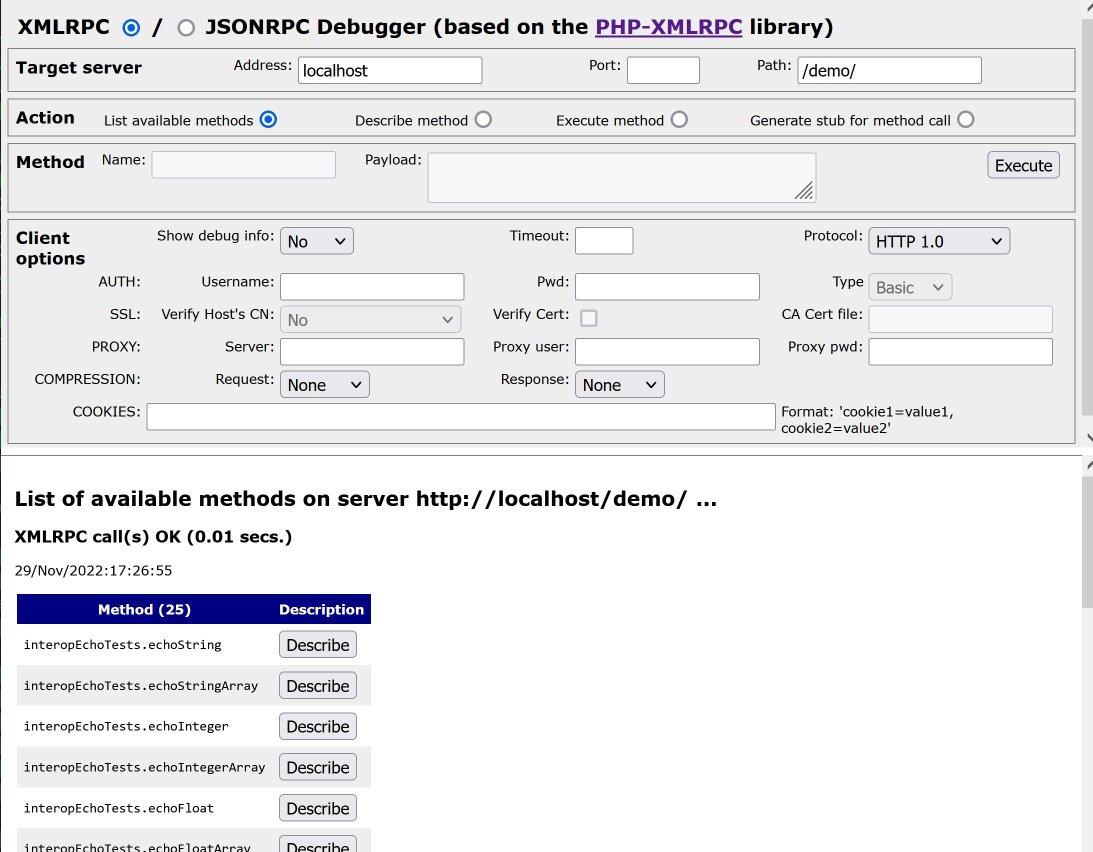 XMLRPC / JSONRPC Debugger (based on the PHP-XMLRPC library)
Target server Address: localhost Port: Path: /demo/
Action List available methods Describe method Execute method Generate stub for method call
Method Name: Payload: Execute
Client options Show debug info: No Timeout: Protocol: HTTP 1.0
AUTH: Username: Pwd: Type Basic
SSL: Verify Host's CN: No Verify Cert: CA Cert file:
PROXY: Server: Proxy user: Proxy pwd:
COMPRESSION: Request: None Response: None
COOKIES: Format: 'cookie1=value1,
cookie2=value2'
List of available methods on server http://localhost/demo/ ...
XMLRPC call(s) OK (0.01 secs.)
29/Nov/2022:17:26:55
Method (25) Description
interopEchoTests.echoString Describe
interopEchoTests.echoStringArray Describe
interopEchoTests.echoInteger Describe
interopEchoTests.echoIntegerArray Describe
interopEchoTests.echoFloat Describe
interopEchoTests.echoFloatArray Describe